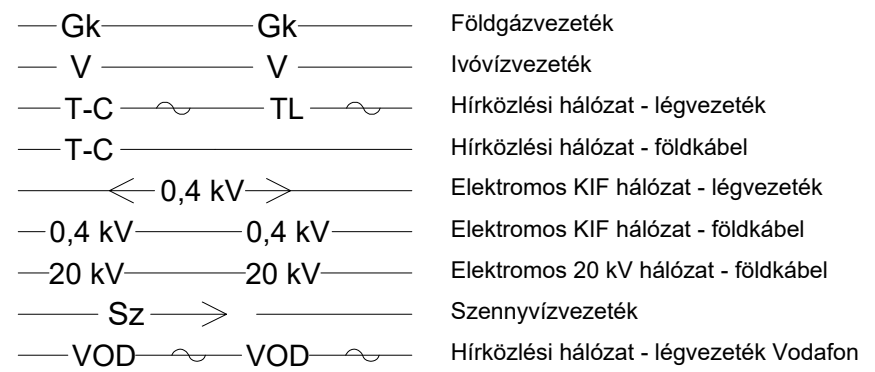 Gk Gk Földgázvezeték
V V Ivóvízvezeték
T-C TL Hírközlési hálózat - légvezeték
T-C Hírközlési hálózat - földkábel
0,4 kV Elektromos KIF hálózat - légvezeték
0,4 kV 0,4 kV Elektromos KIF hálózat - földkábel
20 kV 20 kV Elektromos 20 kV hálózat - földkábel
Sz Szennyvízvezeték
VOD VOD Hírközlési hálózat - légvezeték Vodafon